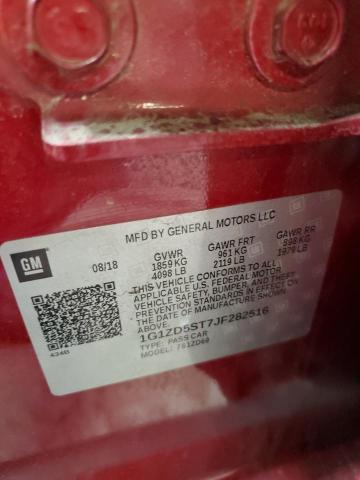 MFD BY GENERAL MOTORS LLC
GM
08/18
GVWR
1859 KG
4098 LB
GAWR FRT
961 KG
2119 LB
GAWR RR
898 KG
1979 LB
THIS VEHICLE CONFORMS TO ALL
APPLICABLE U.S. FEDERAL MOTOR
VEHICLE SAFETY, BUMPER, AND THEFT
PREVENTION STANDARDS IN EFFECT ON THE
DATE OF MANUFACTURE SHOWN ABOVE.
1G1ZD5ST7JF282516
TYPE: PASS CAR
MODEL: 761ZD69